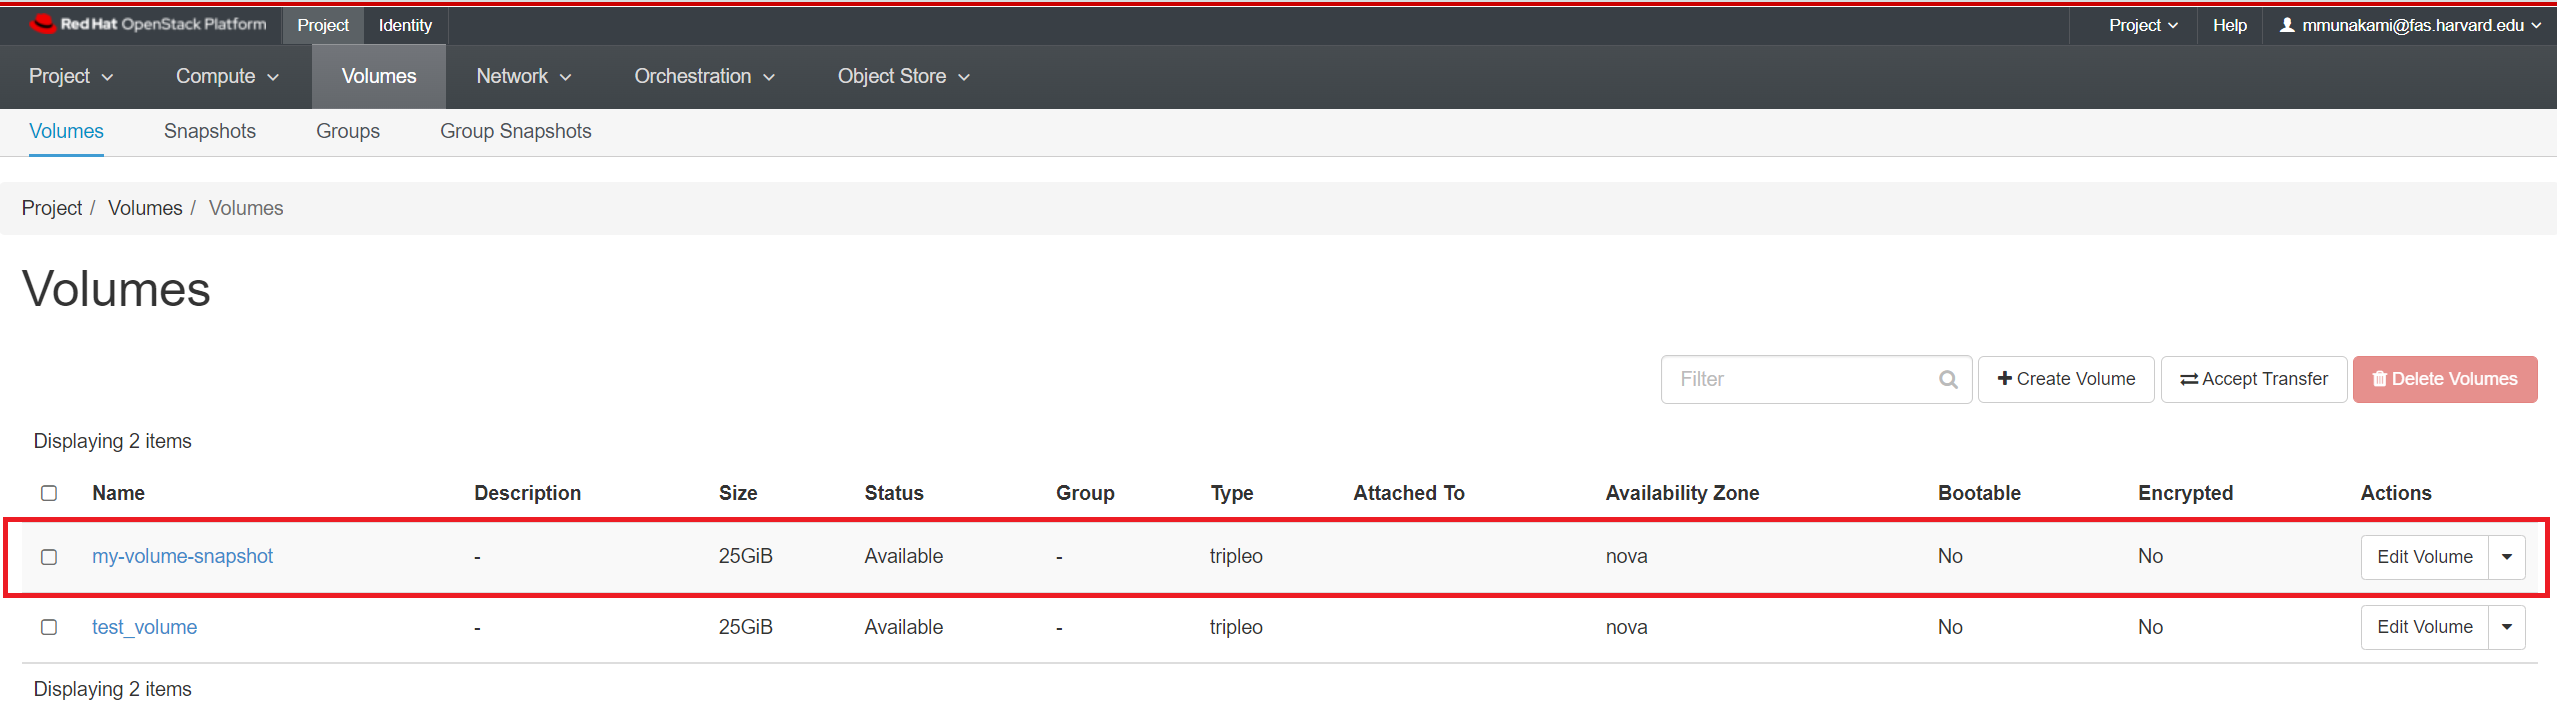 Red Hat OpenStack Platform Project Identity Project Help mmunakami@fas.harvard.edu
Project Compute Volumes Network Orchestration Object Store
Volumes Snapshots Groups Group Snapshots
Project / Volumes / Volumes
Volumes
Filter Create Volume Accept Transfer Delete Volumes
Displaying 2 items
Name Description Size Status Group Type Attached To Availability Zone Bootable Encrypted Actions
my-volume-snapshot - 25GiB Available - tripleo nova No No Edit Volume
test_volume - 25GiB Available - tripleo nova No No Edit Volume
Displaying 2 items